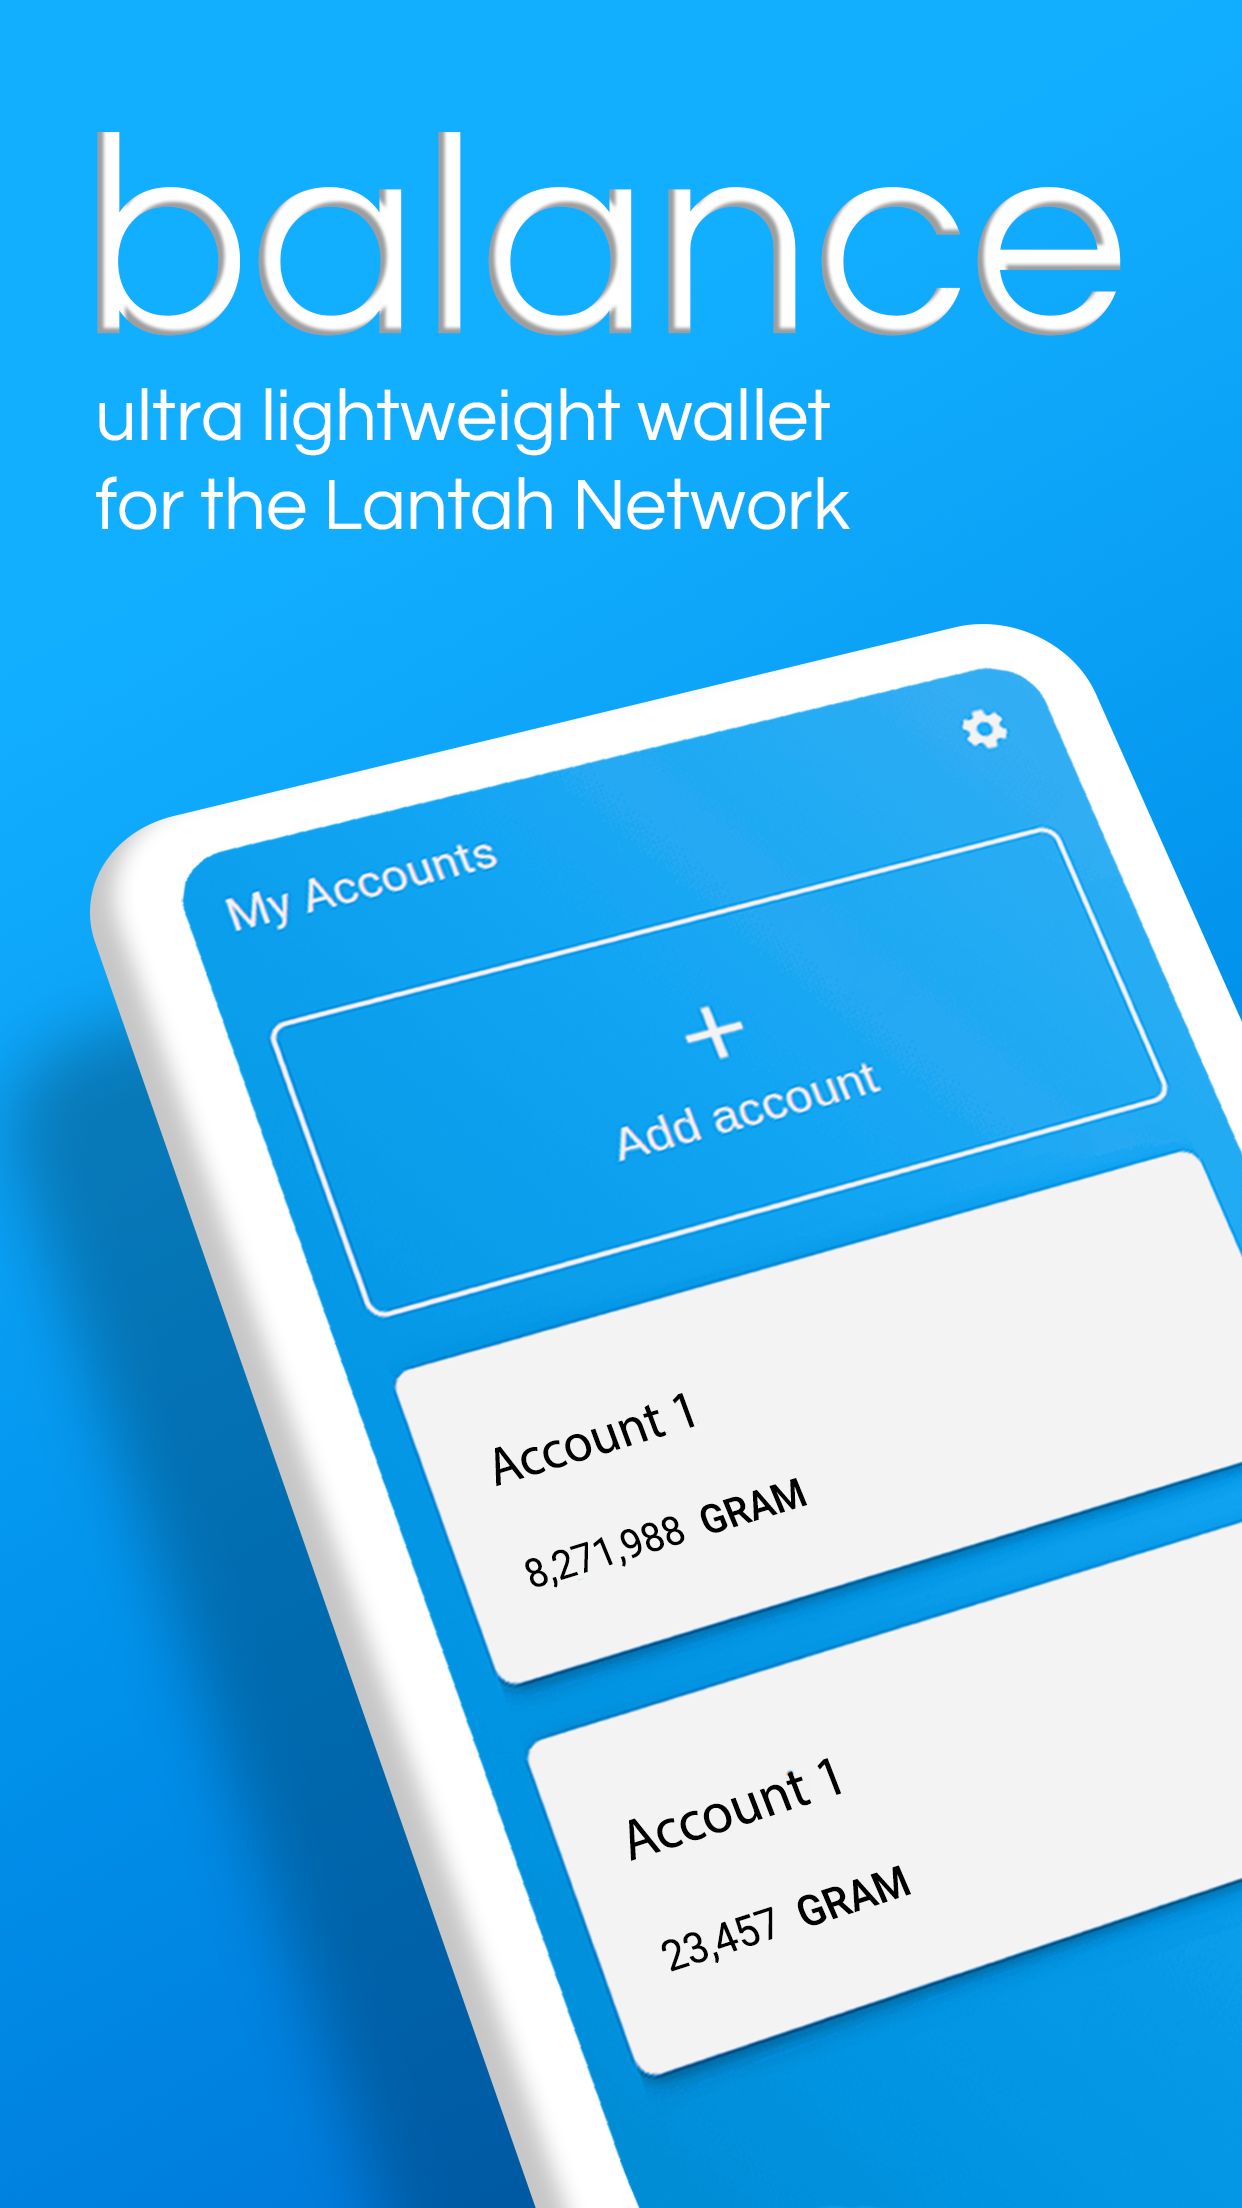 balance
ultra lightweight wallet
for the Lantah Network
My Accounts
Add account
Account 1
8,271,988 GRAM
Account 1
23,457 GRAM